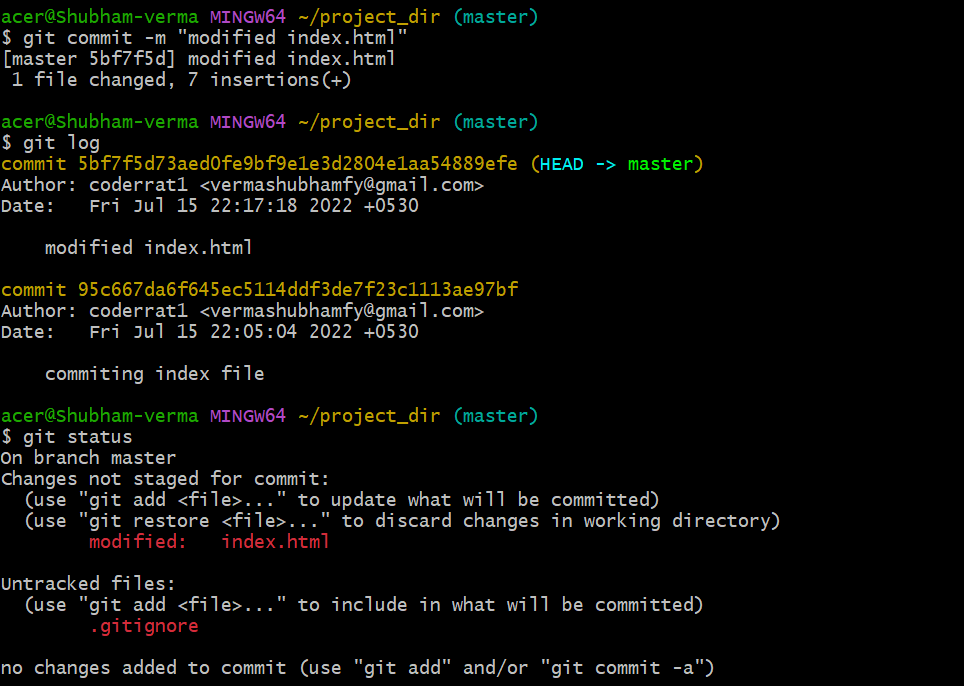 acer@Shubham-verma MINGW64 ~/project_dir (master)
$ git commit -m "modified index.html"
[master 5bf7f5d] modified index.html
 1 file changed, 7 insertions(+)

acer@Shubham-verma MINGW64 ~/project_dir (master)
$ git log
commit 5bf7f5d73aed0fe9bf9e1e3d2804e1aa54889efe (HEAD -> master)
Author: coderrat1 <vermashubhamfy@gmail.com>
Date:   Fri Jul 15 22:17:18 2022 +0530

    modified index.html

commit 95c667da6f645ec5114ddf3de7f23c1113ae97bf
Author: coderrat1 <vermashubhamfy@gmail.com>
Date:   Fri Jul 15 22:05:04 2022 +0530

    commiting index file

acer@Shubham-verma MINGW64 ~/project_dir (master)
$ git status
On branch master
Changes not staged for commit:
  (use "git add <file>..." to update what will be committed)
  (use "git restore <file>..." to discard changes in working directory)
        modified:   index.html

Untracked files:
  (use "git add <file>..." to include in what will be committed)
        .gitignore

no changes added to commit (use "git add" and/or "git commit -a")